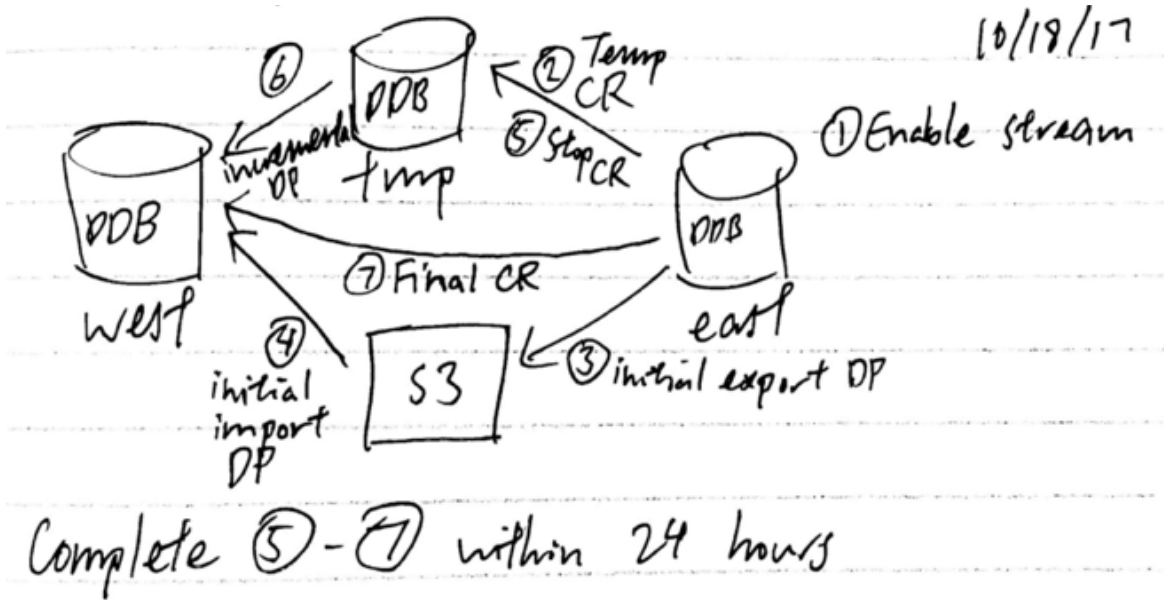 10/18/17
① Enable stream
② Temp
CR
⑤ Stop CR
⑥
incremental
DP
DDB
tmp
DDB
west
DDB
east
⑦ Final CR
④
initial
import
DP
S3
③ initial export DP
Complete ⑤ - ⑦ within 24 hours